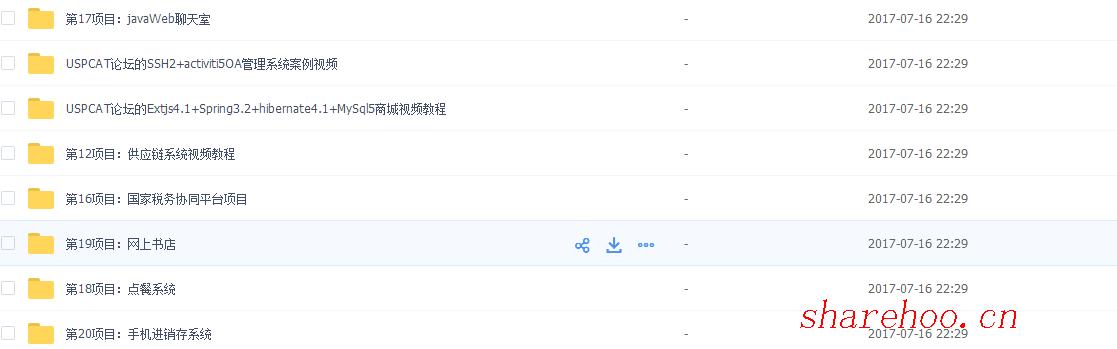 第17项目：javaWeb聊天室 - 2017-07-16 22:29
USPCAT论坛的SSH2+activiti5OA管理系统案例视频 - 2017-07-16 22:29
USPCAT论坛的Extjs4.1+Spring3.2+hibernate4.1+MySql5商城视频教程 - 2017-07-16 22:29
第12项目：供应链系统视频教程 - 2017-07-16 22:29
第16项目：国家税务协同平台项目 - 2017-07-16 22:29
第19项目：网上书店 - 2017-07-16 22:29
第18项目：点餐系统 - 2017-07-16 22:29
sharehoo.cn
第20项目：手机进销存系统 - 2017-07-16 22:29